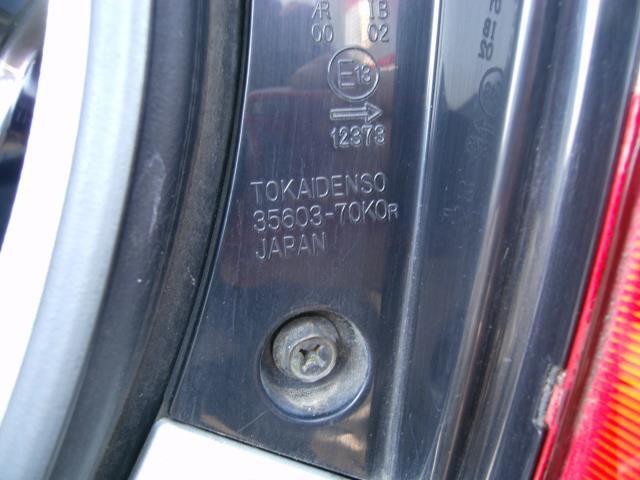 AR IB
00 02
E13
12373
TOKAIDENSO
35603-70K0R
JAPAN